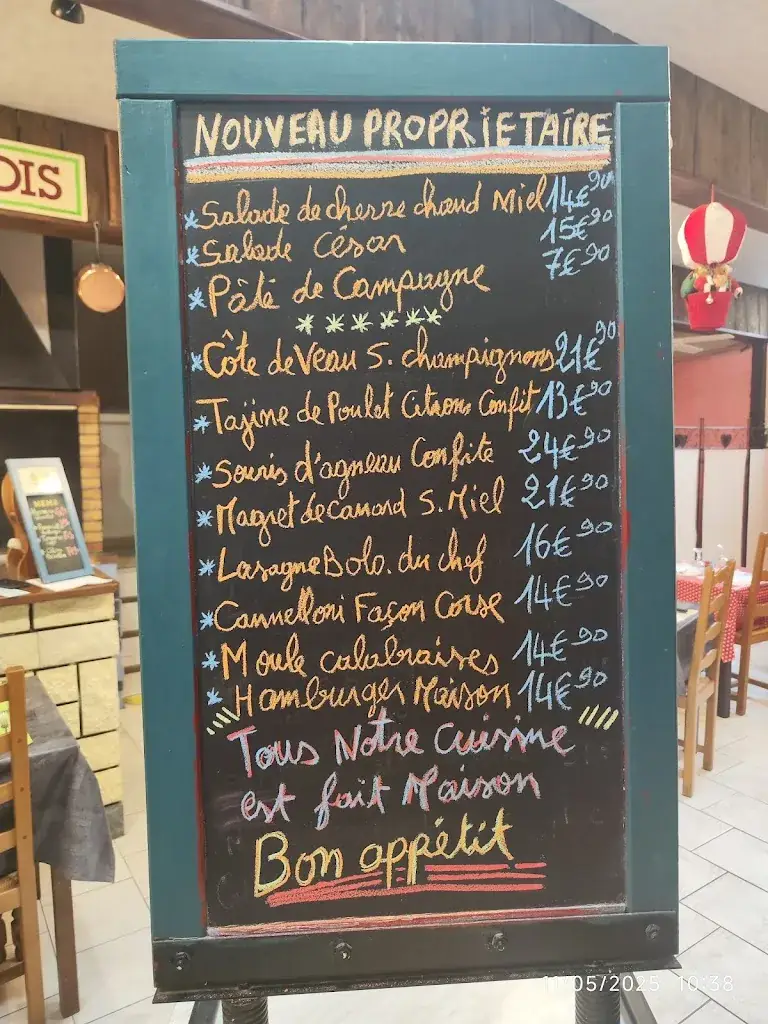 NOUVEAU PROPRIETAIRE
*Salade de chevre chaud Miel 14€90
*Salade César 15€90
*Pâté de Campagne 7€90
******
*Côte de Veau S. champignons 21€90
*Tajine de Poulet Citrons Confit 13€90
*Souris d'agneau Confite 24€90
*Magret de canard S. Miel 21€90
*Lasagne Bolo. du chef 16€90
*Cannelloni Façon Corse 14€90
*Moule calabraises 14€90
*Hamburger Maison 14€90
Tous Notre Cuisine
est fait Maison
Bon appétit
OIS
MENU
11/05/2025 10:38